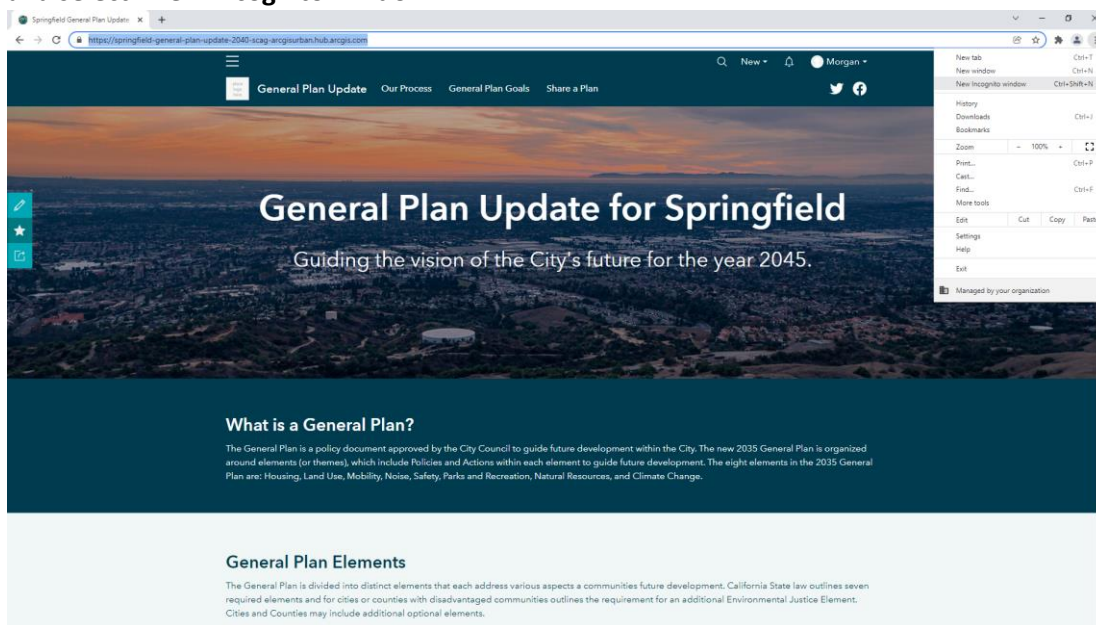 Springfield General Plan Update
https://springfield-general-plan-update-2040-scag-arcgisurban.hub.arcgis.com
New
Morgan
General Plan Update Our Process General Plan Goals Share a Plan
New tab Ctrl+T
New window Ctrl+N
New Incognito window Ctrl+Shift+N
History
Downloads Ctrl+J
Bookmarks
Zoom - 100% +
Print... Ctrl+P
Cast...
Find... Ctrl+F
More tools
Edit Cut Copy Paste
Settings
Help
Exit
Managed by your organization
General Plan Update for Springfield
Guiding the vision of the City's future for the year 2045.
What is a General Plan?
The General Plan is a policy document approved by the City Council to guide future development within the City. The new 2035 General Plan is organized
around elements (or themes), which include Policies and Actions within each element to guide future development. The eight elements in the 2035 General
Plan are: Housing, Land Use, Mobility, Noise, Safety, Parks and Recreation, Natural Resources, and Climate Change.
General Plan Elements
The General Plan is divided into distinct elements that each address various aspects a communities future development. California State law outlines seven
required elements and for cities or counties with disadvantaged communities outlines the requirement for an additional Environmental Justice Element.
Cities and Counties may include additional optional elements.